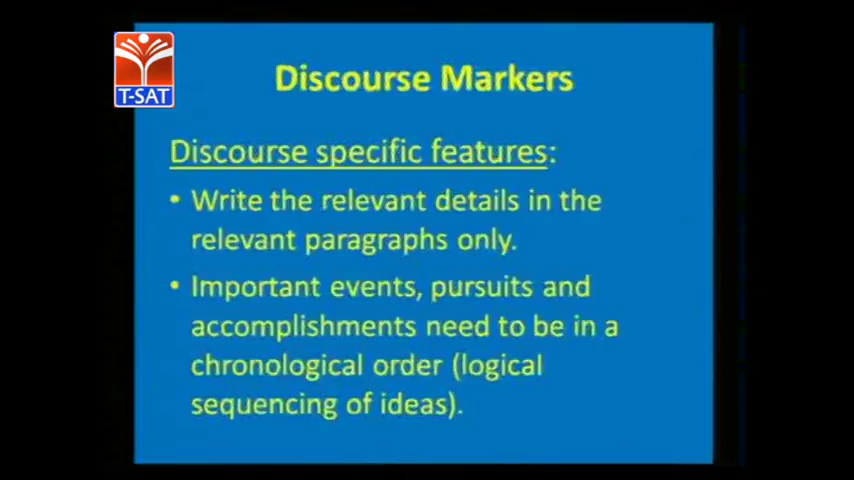 T-SAT
Discourse Markers
Discourse specific features:
• Write the relevant details in the
relevant paragraphs only.
• Important events, pursuits and
accomplishments need to be in a
chronological order (logical
sequencing of ideas).